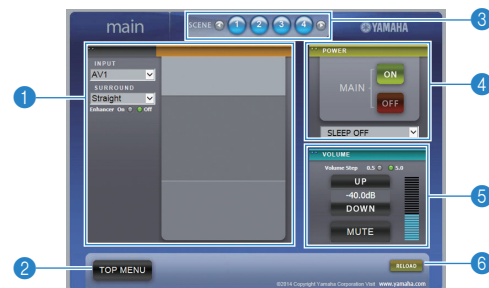 main
SCENE 1 2 3 4
YAMAHA
3
1
INPUT
AV1
SURROUND
Straight
Enhancer On Off
POWER
MAIN
ON
OFF
SLEEP OFF
4
VOLUME
Volume Step 0.5 5.0
UP
-40.0dB
DOWN
MUTE
5
2
TOP MENU
RELOAD
6
©2014 Copyright Yamaha Corporation Visit www.yamaha.com